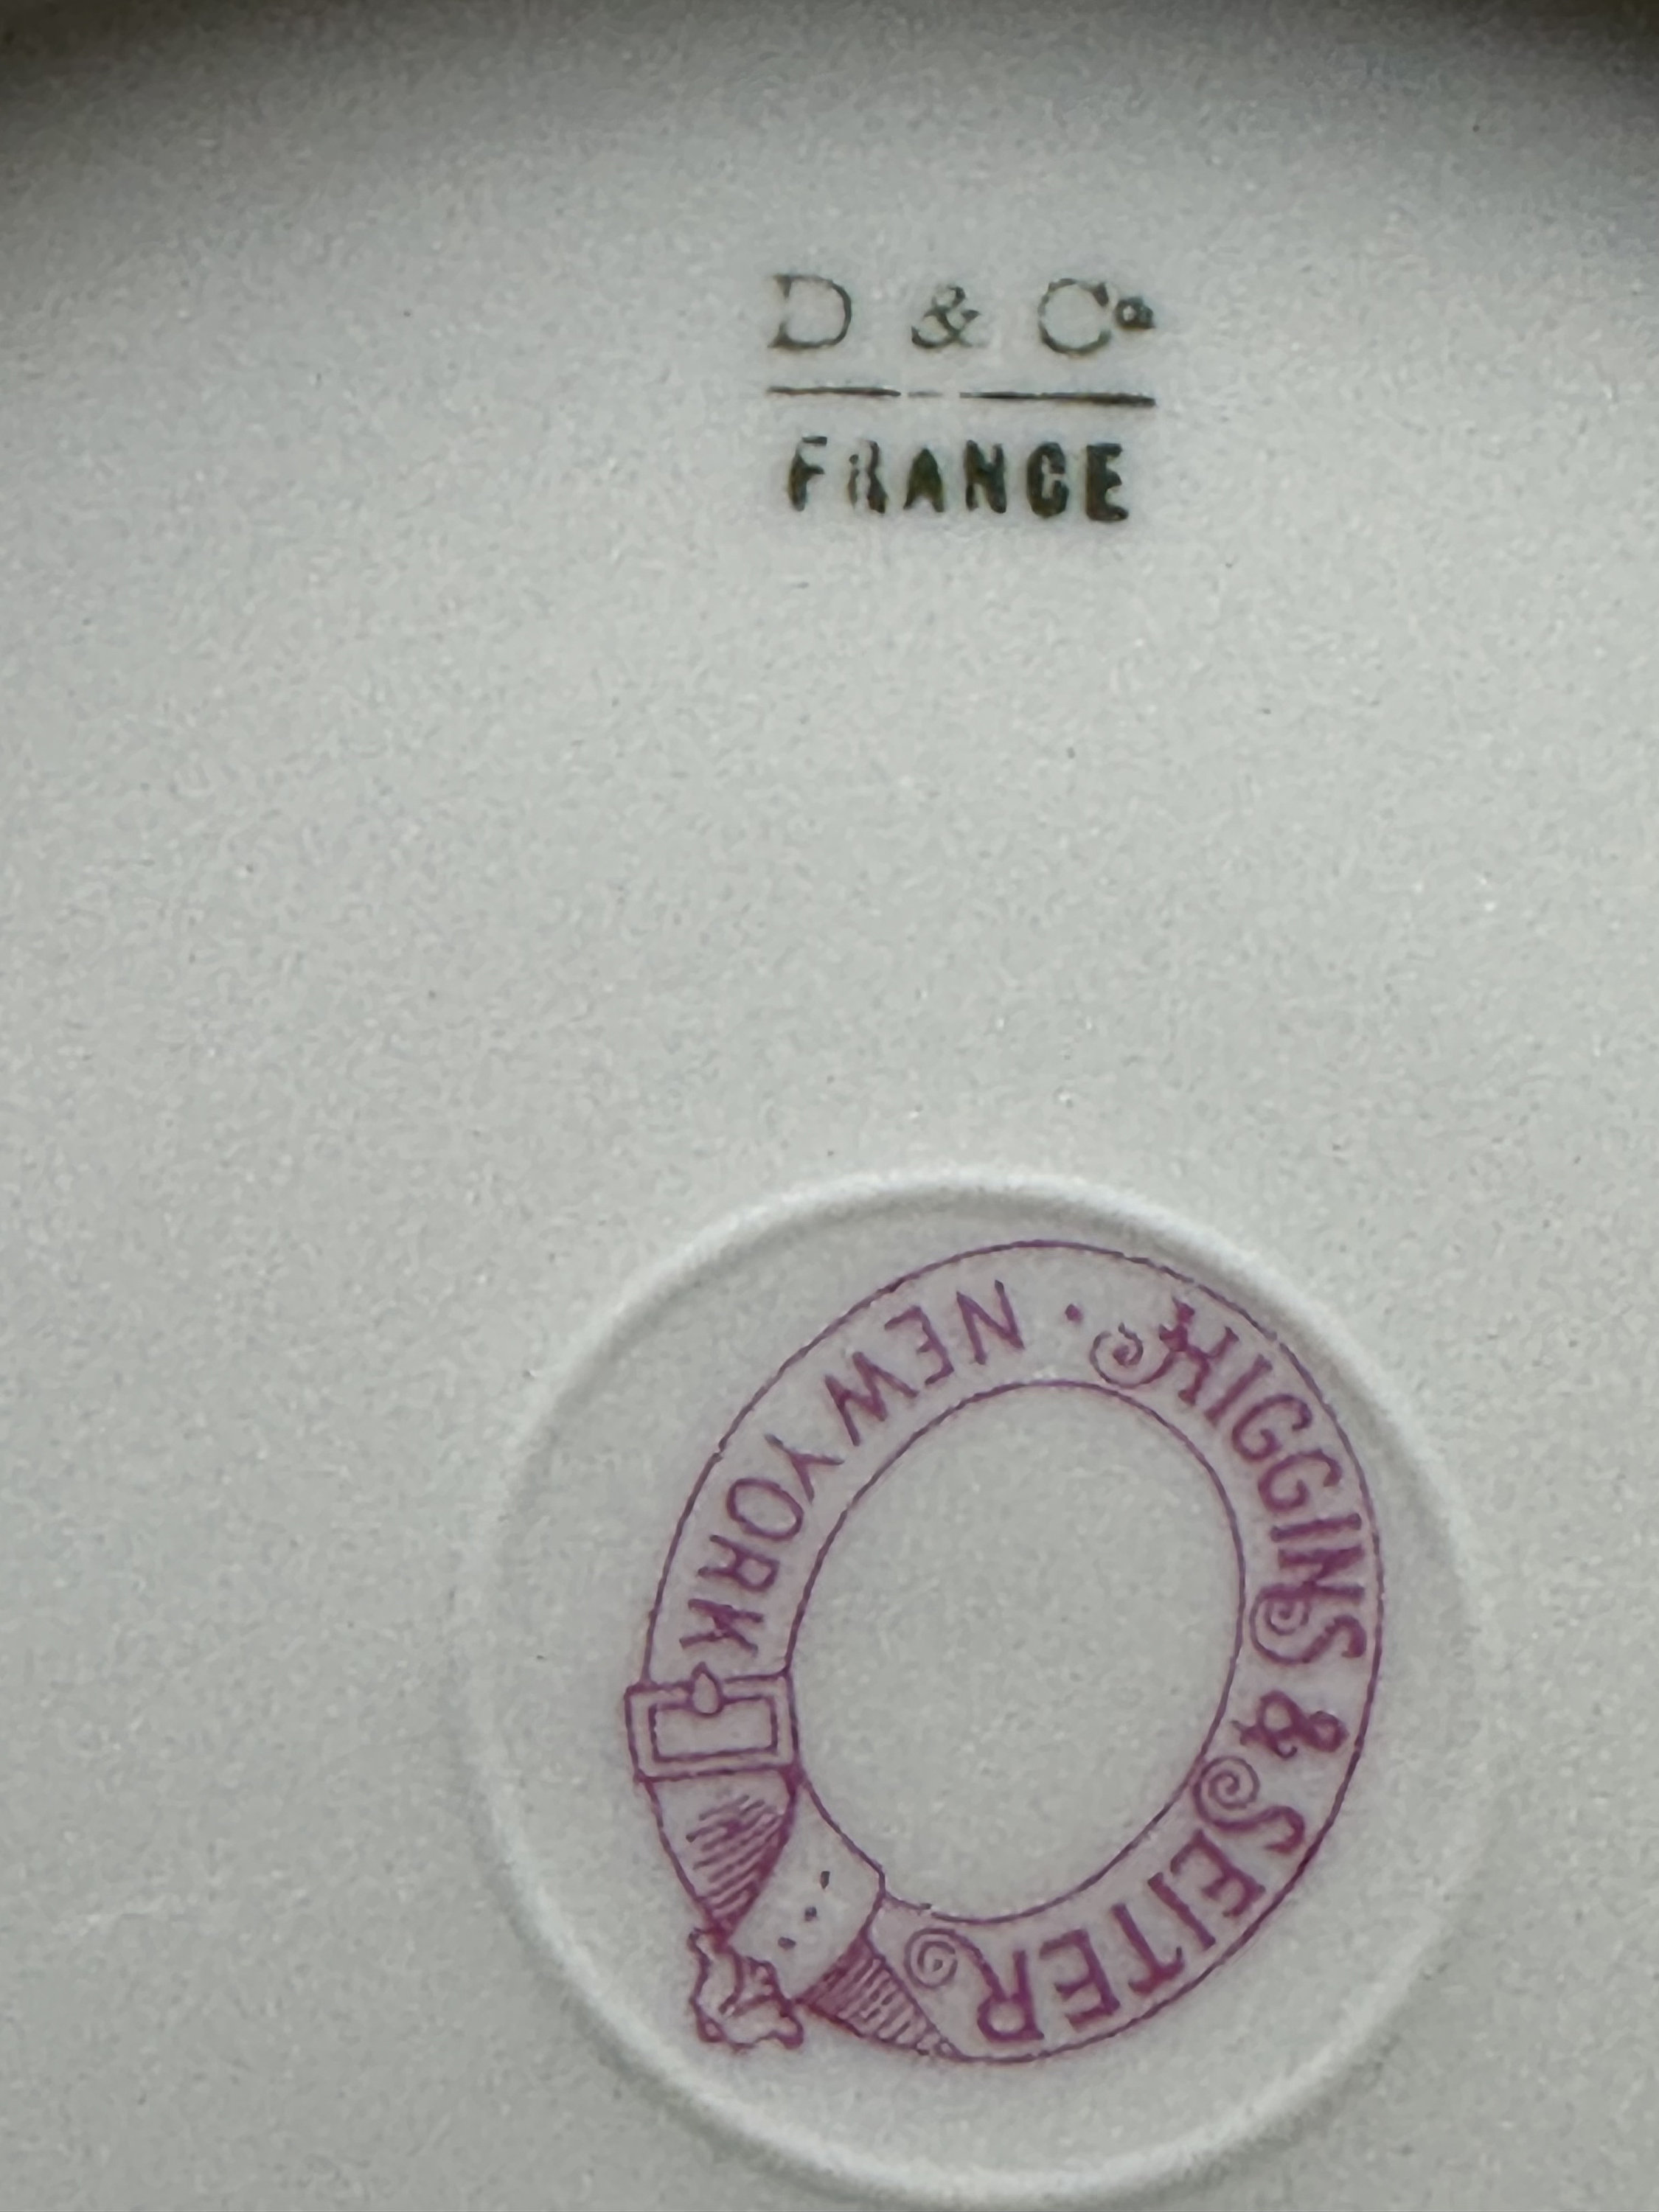 D & Co
FRANCE
HIGGINS & SEITER
· NEW YORK